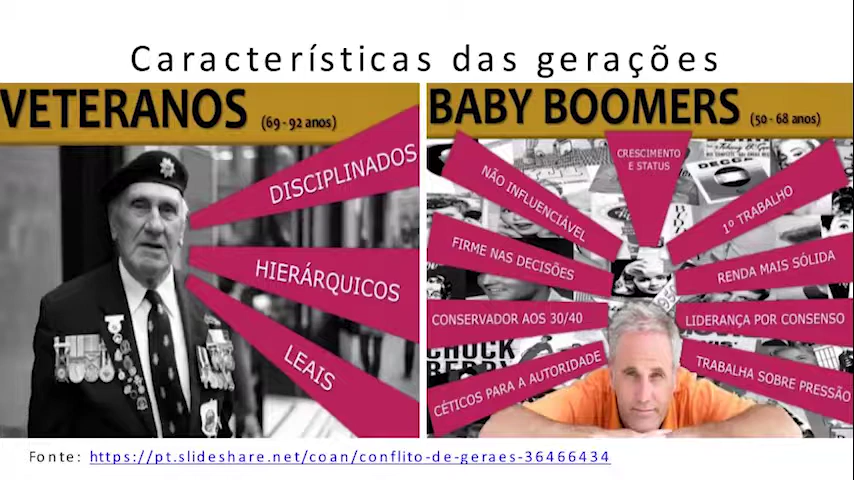 Características das gerações
VETERANOS (69 - 92 anos)
DISCIPLINADOS
HIERÁRQUICOS
LEAIS
BABY BOOMERS (50 - 68 anos)
CRESCIMENTO
E STATUS
NÃO INFLUENCIÁVEL
1º TRABALHO
FIRME NAS DECISÕES
RENDA MAIS SÓLIDA
CONSERVADOR AOS 30/40
LIDERANÇA POR CONSENSO
CÉTICOS PARA A AUTORIDADE
TRABALHA SOBRE PRESSÃO
DECCA
CHUCK
Fonte: https://pt.slideshare.net/coan/conflito-de-geraes-36466434